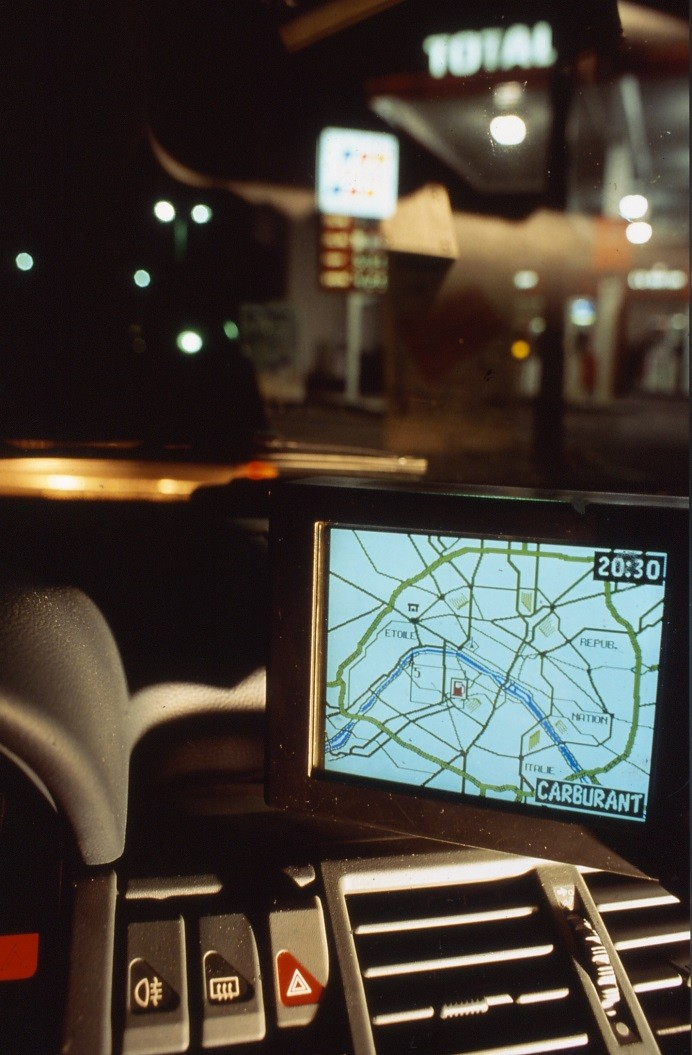 TOTAL
20:30
ETOILE
REPUB.
NATION
ITALIE
CARBURANT